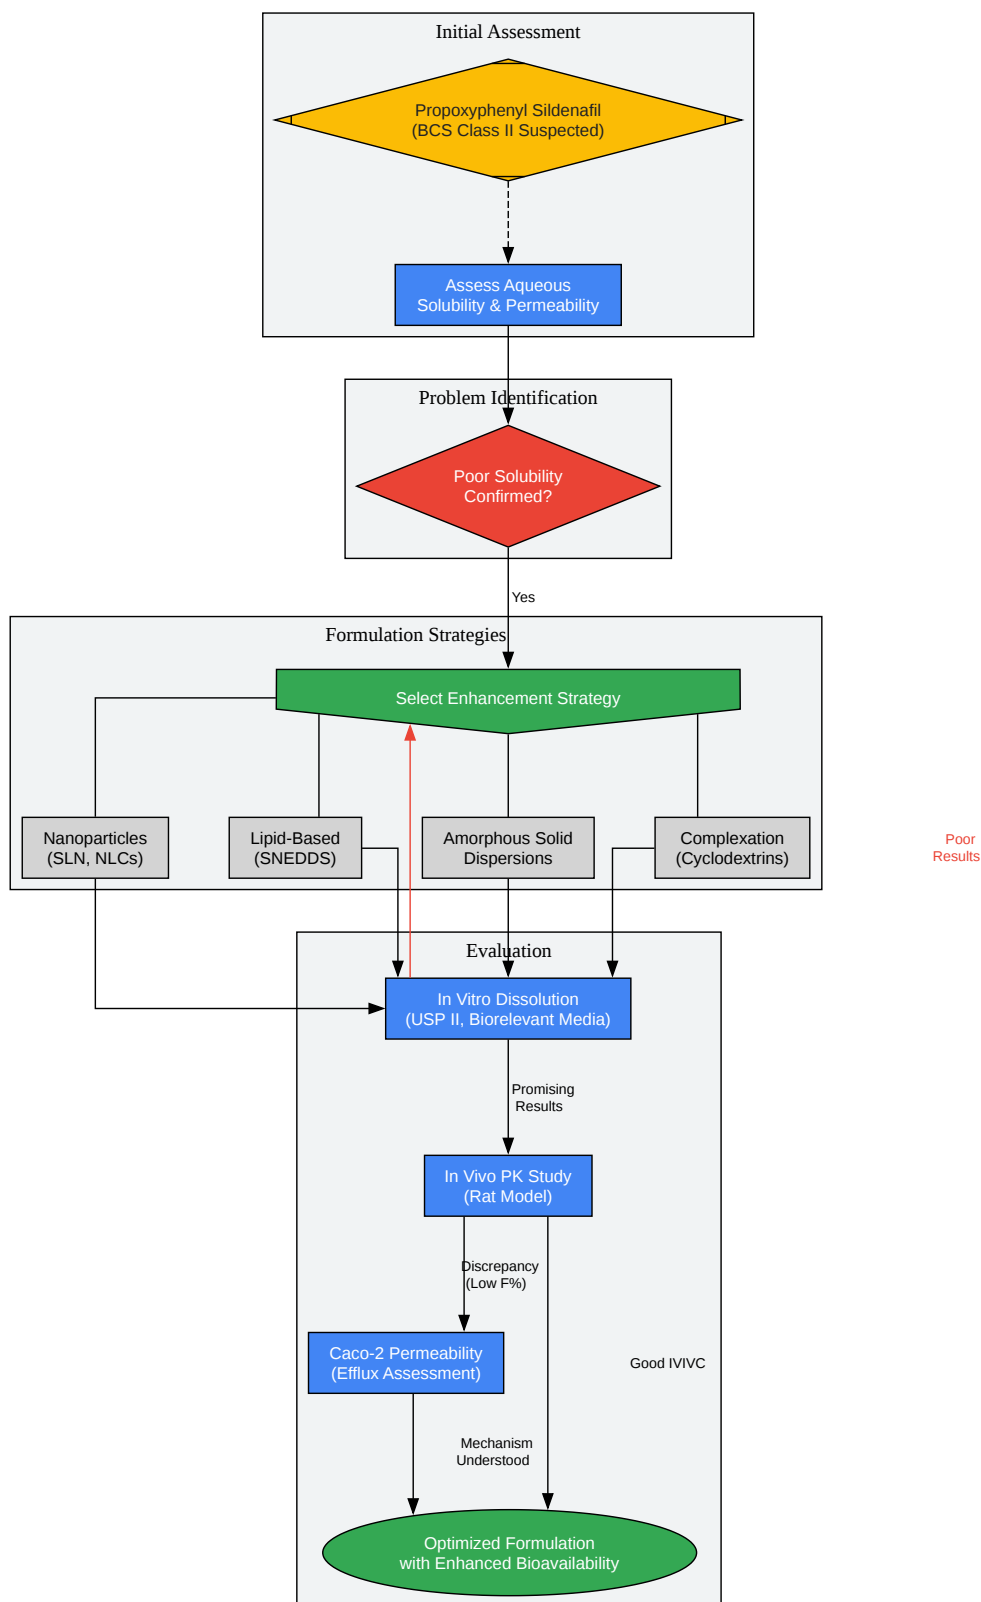 Initial Assessment
Propoxyphenyl Sildenafil
(BCS Class II Suspected)
Assess Aqueous
Solubility & Permeability
Problem Identification
Poor Solubility
Confirmed?
Yes
Formulation Strategies
Select Enhancement Strategy
Nanoparticles
(SLN, NLCs)
Lipid-Based
(SNEDDS)
Amorphous Solid
Dispersions
Complexation
(Cyclodextrins)
Poor
Results
Evaluation
In Vitro Dissolution
(USP II, Biorelevant Media)
Promising
Results
In Vivo PK Study
(Rat Model)
Discrepancy
(Low F%)
Caco-2 Permeability
(Efflux Assessment)
Good IVIVC
Mechanism
Understood
Optimized Formulation
with Enhanced Bioavailability